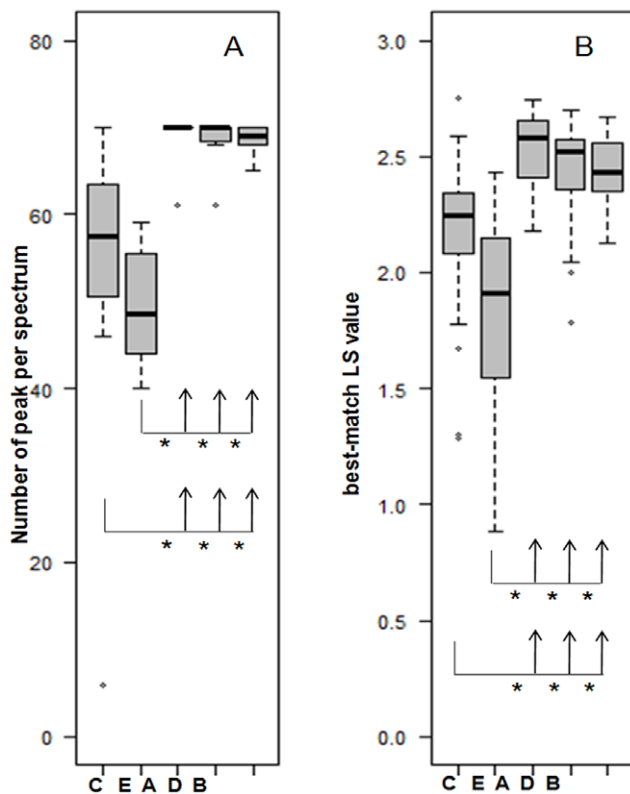 A
Number of peak per spectrum
80
60
40
20
0
* * *
* * *
C E A D B
B
best-match LS value
3.0
2.5
2.0
1.5
1.0
0.5
0.0
* * *
* * *
C E A D B